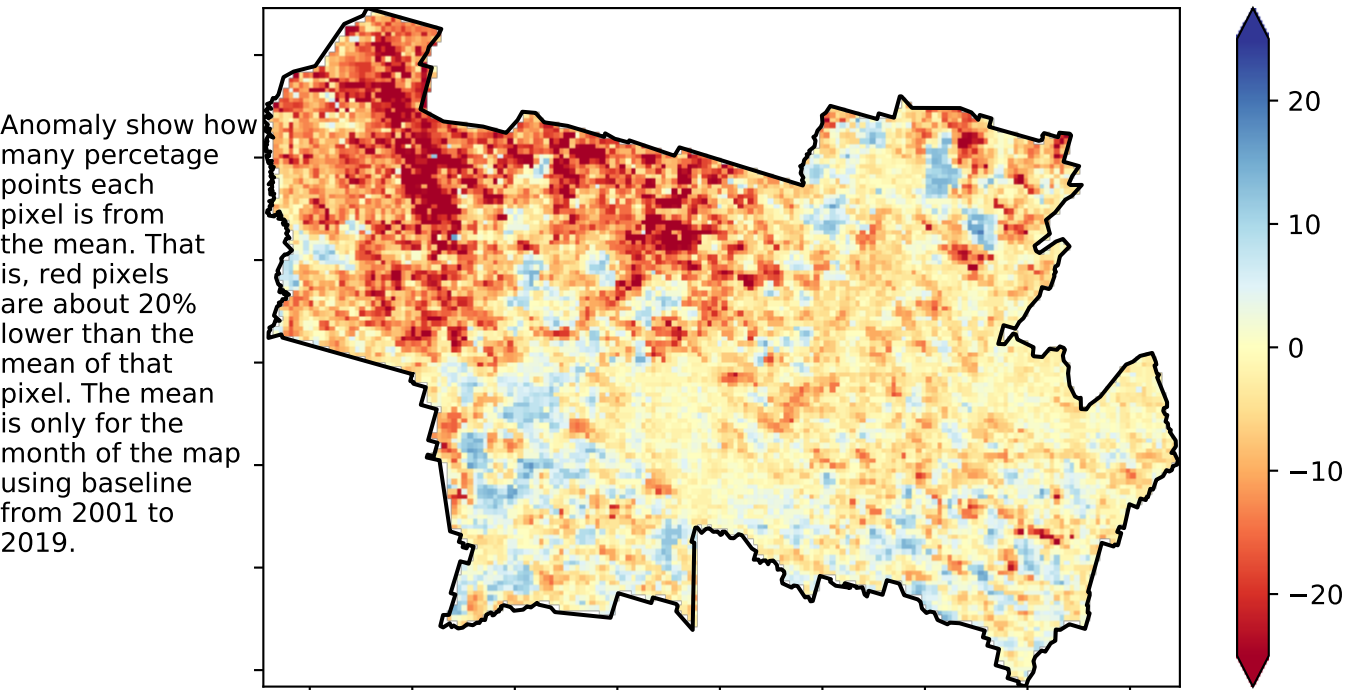 Anomaly show how
many percetage
points each
pixel is from
the mean. That
is, red pixels
are about 20%
lower than the
mean of that
pixel. The mean
is only for the
month of the map
using baseline
from 2001 to
2019.
20
10
0
−10
−20